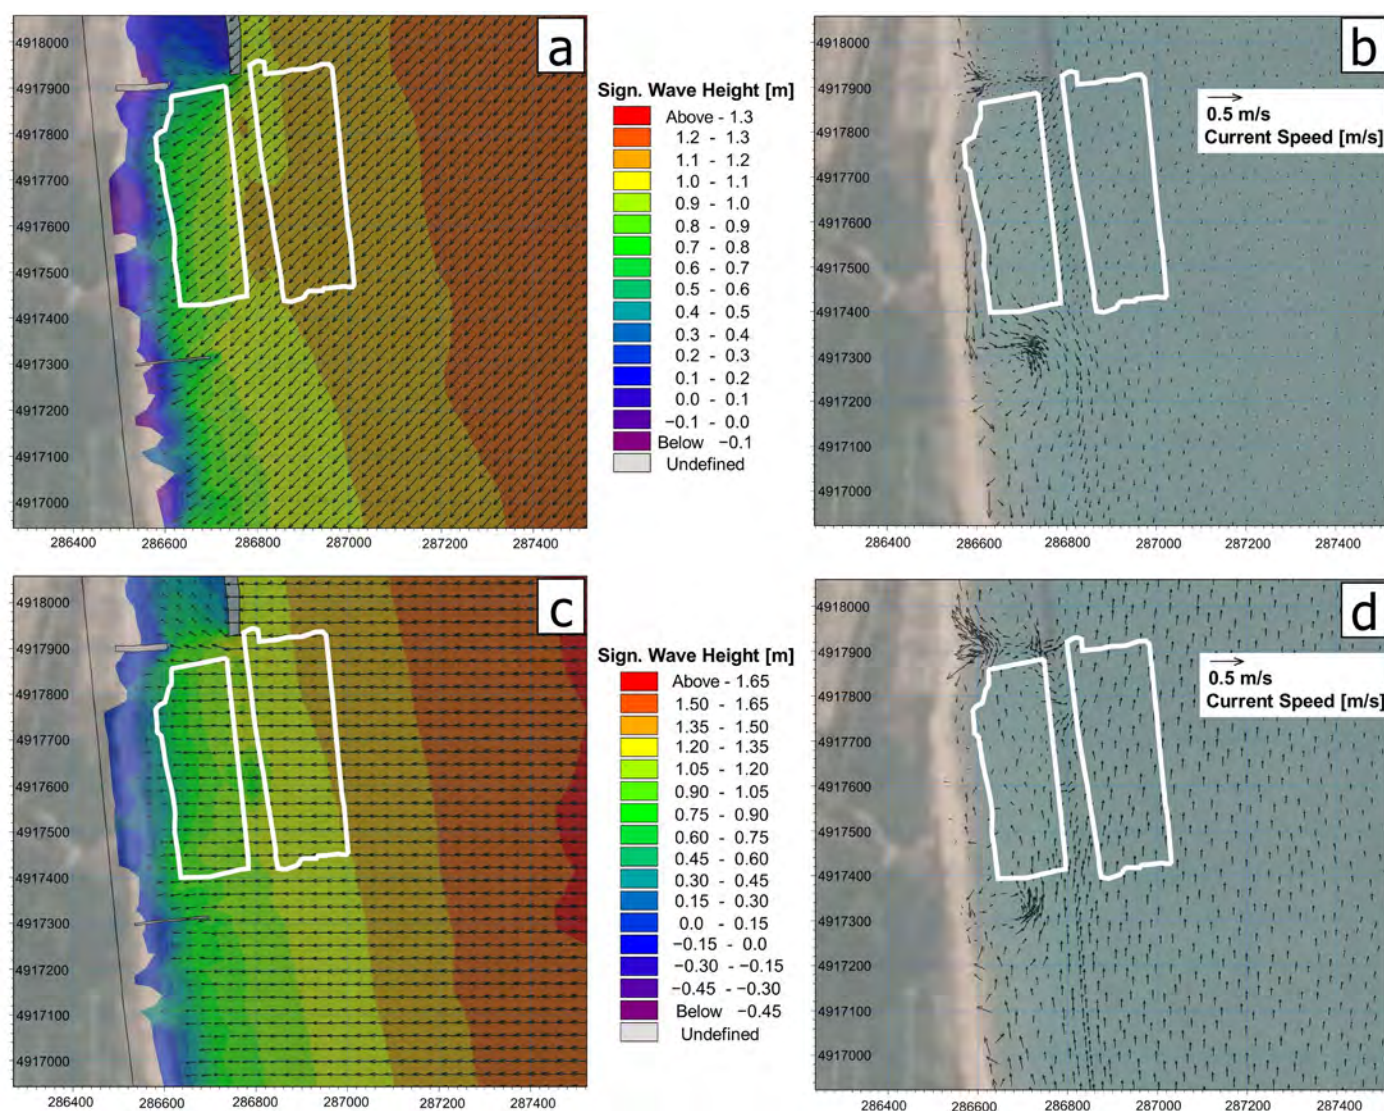 a
4918000
4917900
4917800
4917700
4917600
4917500
4917400
4917300
4917200
4917100
4917000
286400 286600 286800 287000 287200 287400
Sign. Wave Height [m]
Above - 1.3
1.2 - 1.3
1.1 - 1.2
1.0 - 1.1
0.9 - 1.0
0.8 - 0.9
0.7 - 0.8
0.6 - 0.7
0.5 - 0.6
0.4 - 0.5
0.3 - 0.4
0.2 - 0.3
0.1 - 0.2
0.0 - 0.1
−0.1 - 0.0
Below −0.1
Undefined
b
4918000
4917900
4917800
4917700
4917600
4917500
4917400
4917300
4917200
4917100
4917000
0.5 m/s
Current Speed [m/s]
286400 286600 286800 287000 287200 287400
c
4918000
4917900
4917800
4917700
4917600
4917500
4917400
4917300
4917200
4917100
4917000
286400 286600 286800 287000 287200 287400
Sign. Wave Height [m]
Above - 1.65
1.50 - 1.65
1.35 - 1.50
1.20 - 1.35
1.05 - 1.20
0.90 - 1.05
0.75 - 0.90
0.60 - 0.75
0.45 - 0.60
0.30 - 0.45
0.15 - 0.30
0.0 - 0.15
−0.15 - 0.0
−0.30 - −0.15
−0.45 - −0.30
Below −0.45
Undefined
d
4918000
4917900
4917800
4917700
4917600
4917500
4917400
4917300
4917200
4917100
4917000
0.5 m/s
Current Speed [m/s]
286400 286600 286800 287000 287200 287400